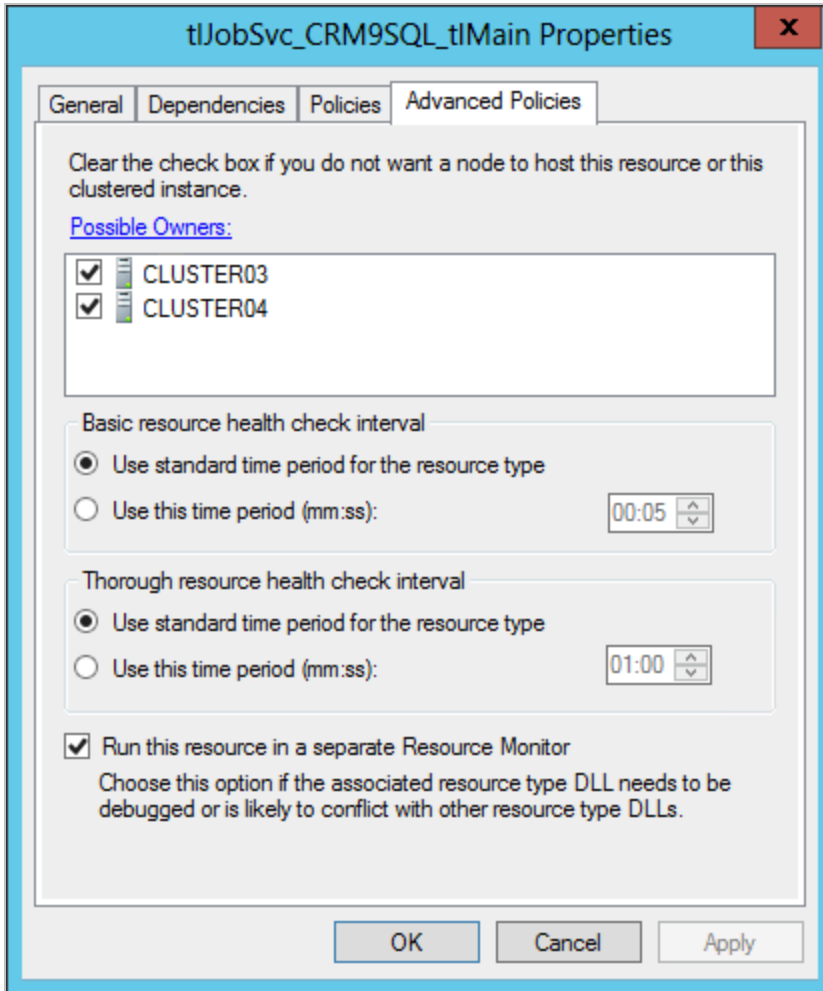 tlJobSvc_CRM9SQL_tlMain Properties
x
General
Dependencies
Policies
Advanced Policies
Clear the check box if you do not want a node to host this resource or this
clustered instance.
Possible Owners:
CLUSTER03
CLUSTER04
Basic resource health check interval
Use standard time period for the resource type
Use this time period (mm:ss):
00:05
Thorough resource health check interval
Use standard time period for the resource type
Use this time period (mm:ss):
01:00
Run this resource in a separate Resource Monitor
Choose this option if the associated resource type DLL needs to be
debugged or is likely to conflict with other resource type DLLs.
OK
Cancel
Apply